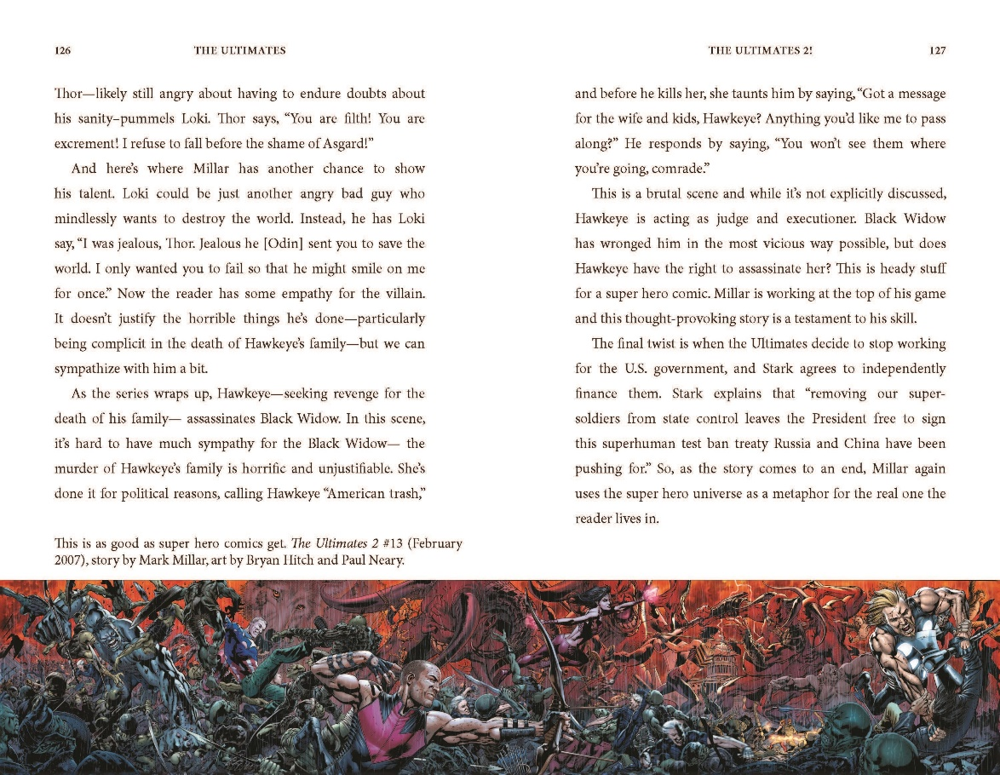 126
THE ULTIMATES
Thor—likely still angry about having to endure doubts about
his sanity–pummels Loki. Thor says, “You are filth! You are
excrement! I refuse to fall before the shame of Asgard!”
And here’s where Millar has another chance to show
his talent. Loki could be just another angry bad guy who
mindlessly wants to destroy the world. Instead, he has Loki
say, “I was jealous, Thor. Jealous he [Odin] sent you to save the
world. I only wanted you to fail so that he might smile on me
for once.” Now the reader has some empathy for the villain.
It doesn’t justify the horrible things he’s done—particularly
being complicit in the death of Hawkeye’s family—but we can
sympathize with him a bit.
As the series wraps up, Hawkeye—seeking revenge for the
death of his family— assassinates Black Widow. In this scene,
it’s hard to have much sympathy for the Black Widow— the
murder of Hawkeye’s family is horrific and unjustifiable. She’s
done it for political reasons, calling Hawkeye “American trash,”
This is as good as super hero comics get. The Ultimates 2 #13 (February
2007), story by Mark Millar, art by Bryan Hitch and Paul Neary.
THE ULTIMATES 2!
127
and before he kills her, she taunts him by saying, “Got a message
for the wife and kids, Hawkeye? Anything you’d like me to pass
along?” He responds by saying, “You won’t see them where
you’re going, comrade.”
This is a brutal scene and while it’s not explicitly discussed,
Hawkeye is acting as judge and executioner. Black Widow
has wronged him in the most vicious way possible, but does
Hawkeye have the right to assassinate her? This is heady stuff
for a super hero comic. Millar is working at the top of his game
and this thought-provoking story is a testament to his skill.
The final twist is when the Ultimates decide to stop working
for the U.S. government, and Stark agrees to independently
finance them. Stark explains that “removing our super-
soldiers from state control leaves the President free to sign
this superhuman test ban treaty Russia and China have been
pushing for.” So, as the story comes to an end, Millar again
uses the super hero universe as a metaphor for the real one the
reader lives in.